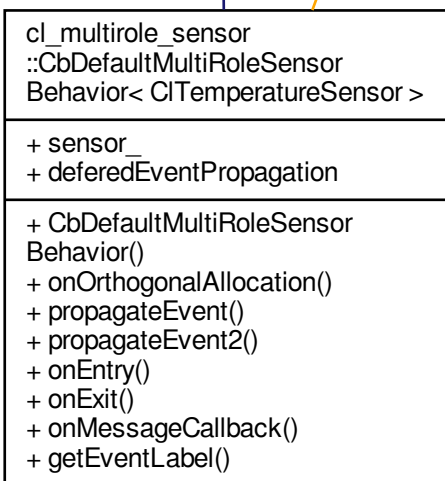 cl_multirole_sensor
::CbDefaultMultiRoleSensor
Behavior< ClTemperatureSensor >
+ sensor_
+ deferedEventPropagation
+ CbDefaultMultiRoleSensor
Behavior()
+ onOrthogonalAllocation()
+ propagateEvent()
+ propagateEvent2()
+ onEntry()
+ onExit()
+ onMessageCallback()
+ getEventLabel()